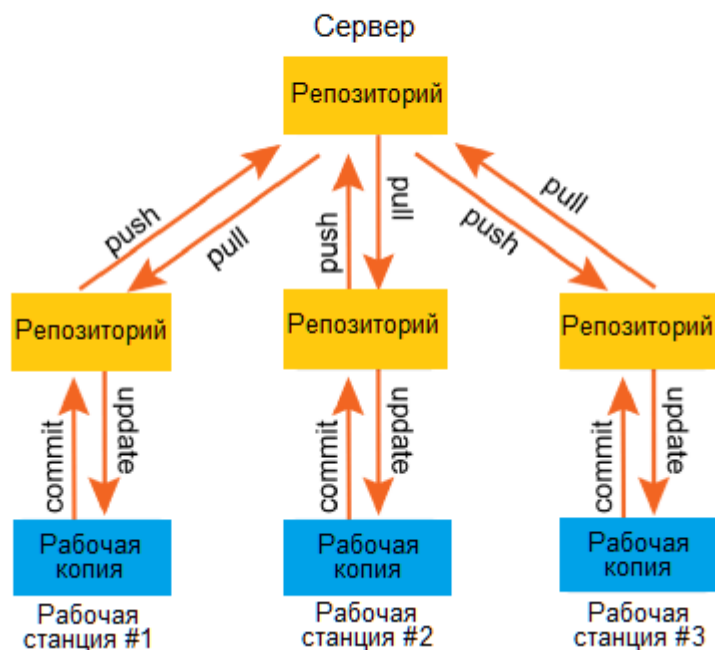 Сервер
Репозиторий
push
pull
push
pull
push
pull
Репозиторий
Репозиторий
Репозиторий
commit
update
commit
update
commit
update
Рабочая
копия
Рабочая
копия
Рабочая
копия
Рабочая
станция #1
Рабочая
станция #2
Рабочая
станция #3